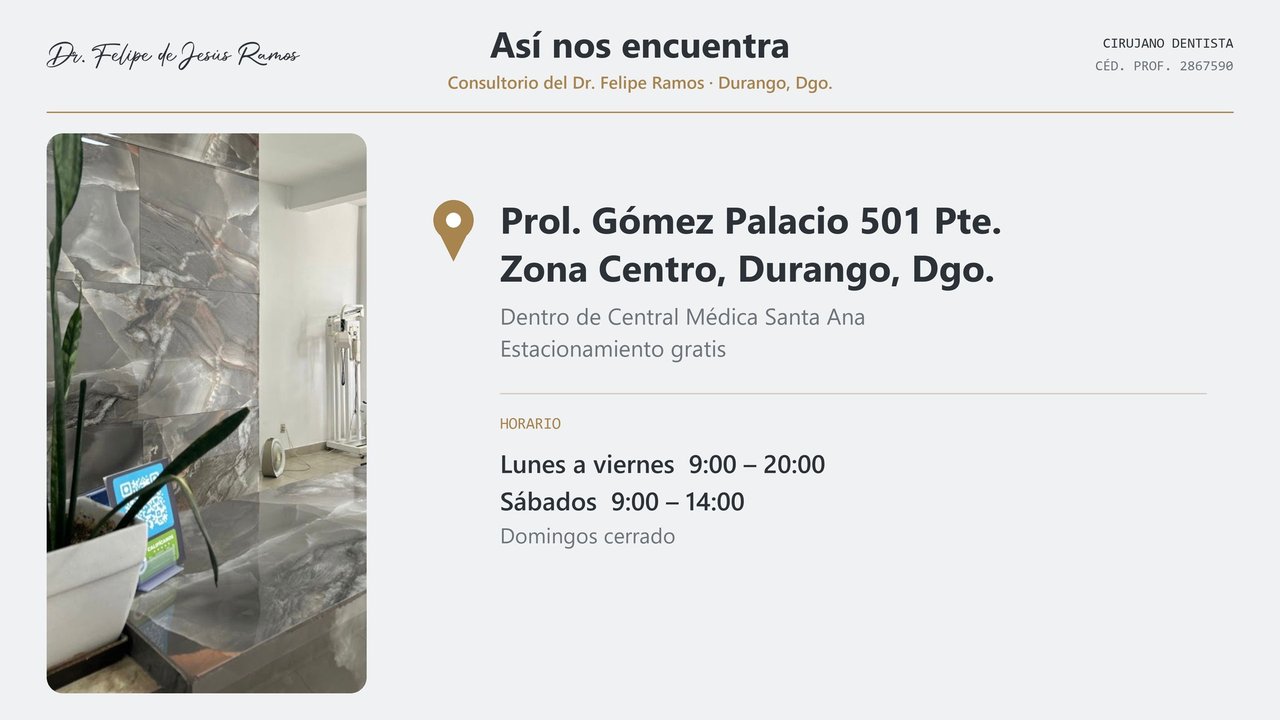 Dr. Felipe de Jesús Ramos
Así nos encuentra
Consultorio del Dr. Felipe Ramos · Durango, Dgo.
CIRUJANO DENTISTA
CÉD. PROF. 2867590
Prol. Gómez Palacio 501 Pte.
Zona Centro, Durango, Dgo.
Dentro de Central Médica Santa Ana
Estacionamiento gratis
HORARIO
Lunes a viernes 9:00 – 20:00
Sábados 9:00 – 14:00
Domingos cerrado